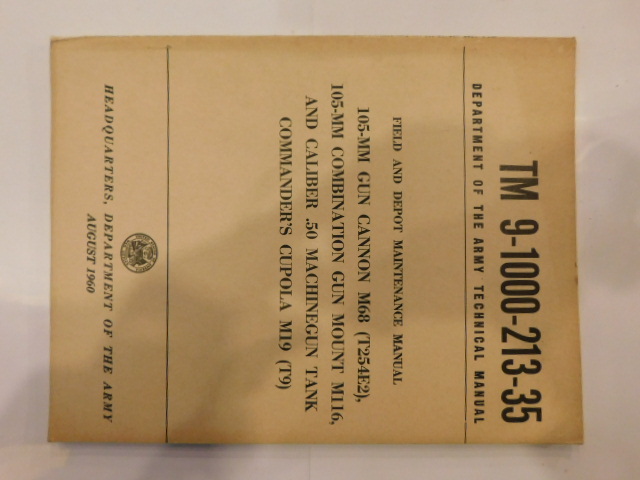 TM 9-1000-213-35
DEPARTMENT OF THE ARMY TECHNICAL MANUAL
FIELD AND DEPOT MAINTENANCE MANUAL
105-MM GUN CANNON M68 (T254E2),
105-MM COMBINATION GUN MOUNT M116,
AND CALIBER .50 MACHINEGUN TANK
COMMANDER'S CUPOLA M19 (T9)
HEADQUARTERS, DEPARTMENT OF THE ARMY
AUGUST 1960